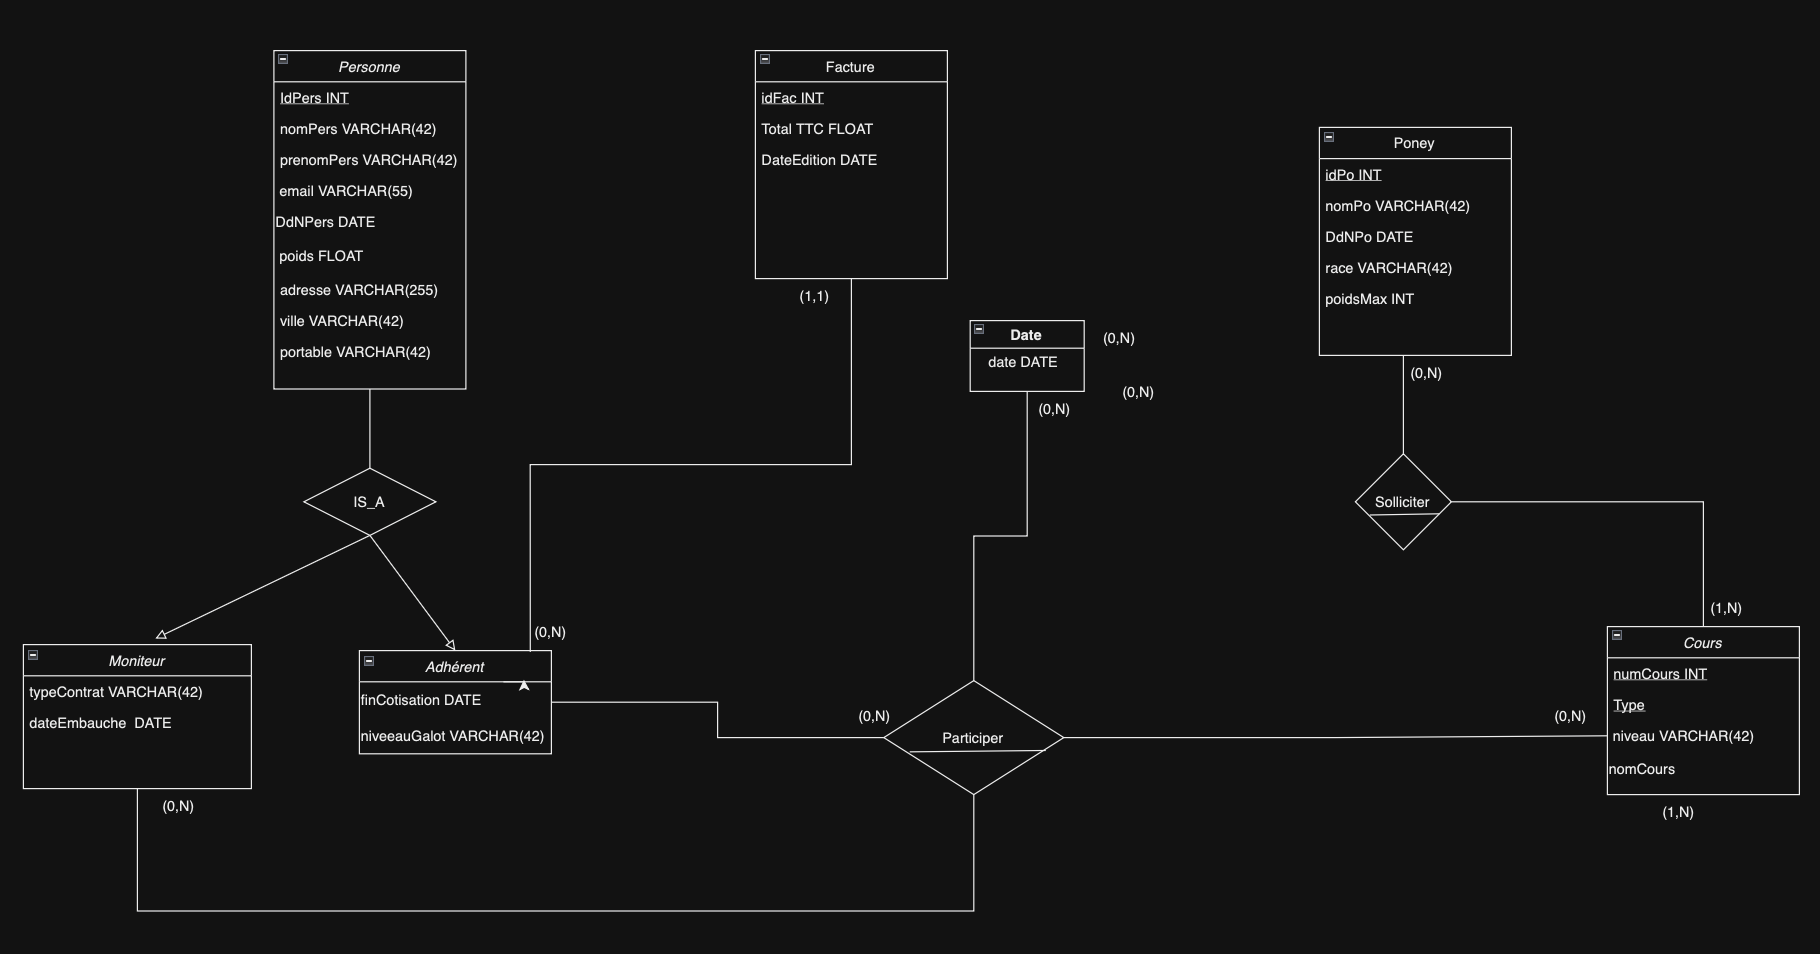 Personne
IdPers INT
nomPers VARCHAR(42)
prenomPers VARCHAR(42)
email VARCHAR(55)
DdNPers DATE
poids FLOAT
adresse VARCHAR(255)
ville VARCHAR(42)
portable VARCHAR(42)
Facture
idFac INT
Total TTC FLOAT
DateEdition DATE
(1,1)
Poney
idPo INT
nomPo VARCHAR(42)
DdNPo DATE
race VARCHAR(42)
poidsMax INT
(0,N)
Date
date DATE
(0,N)
(0,N)
(0,N)
IS_A
Solliciter
Moniteur
typeContrat VARCHAR(42)
dateEmbauche DATE
(0,N)
(0,N)
Adhérent
finCotisation DATE
niveeauGalot VARCHAR(42)
(0,N)
Participer
(0,N)
(1,N)
Cours
numCours INT
Type
niveau VARCHAR(42)
nomCours
(1,N)